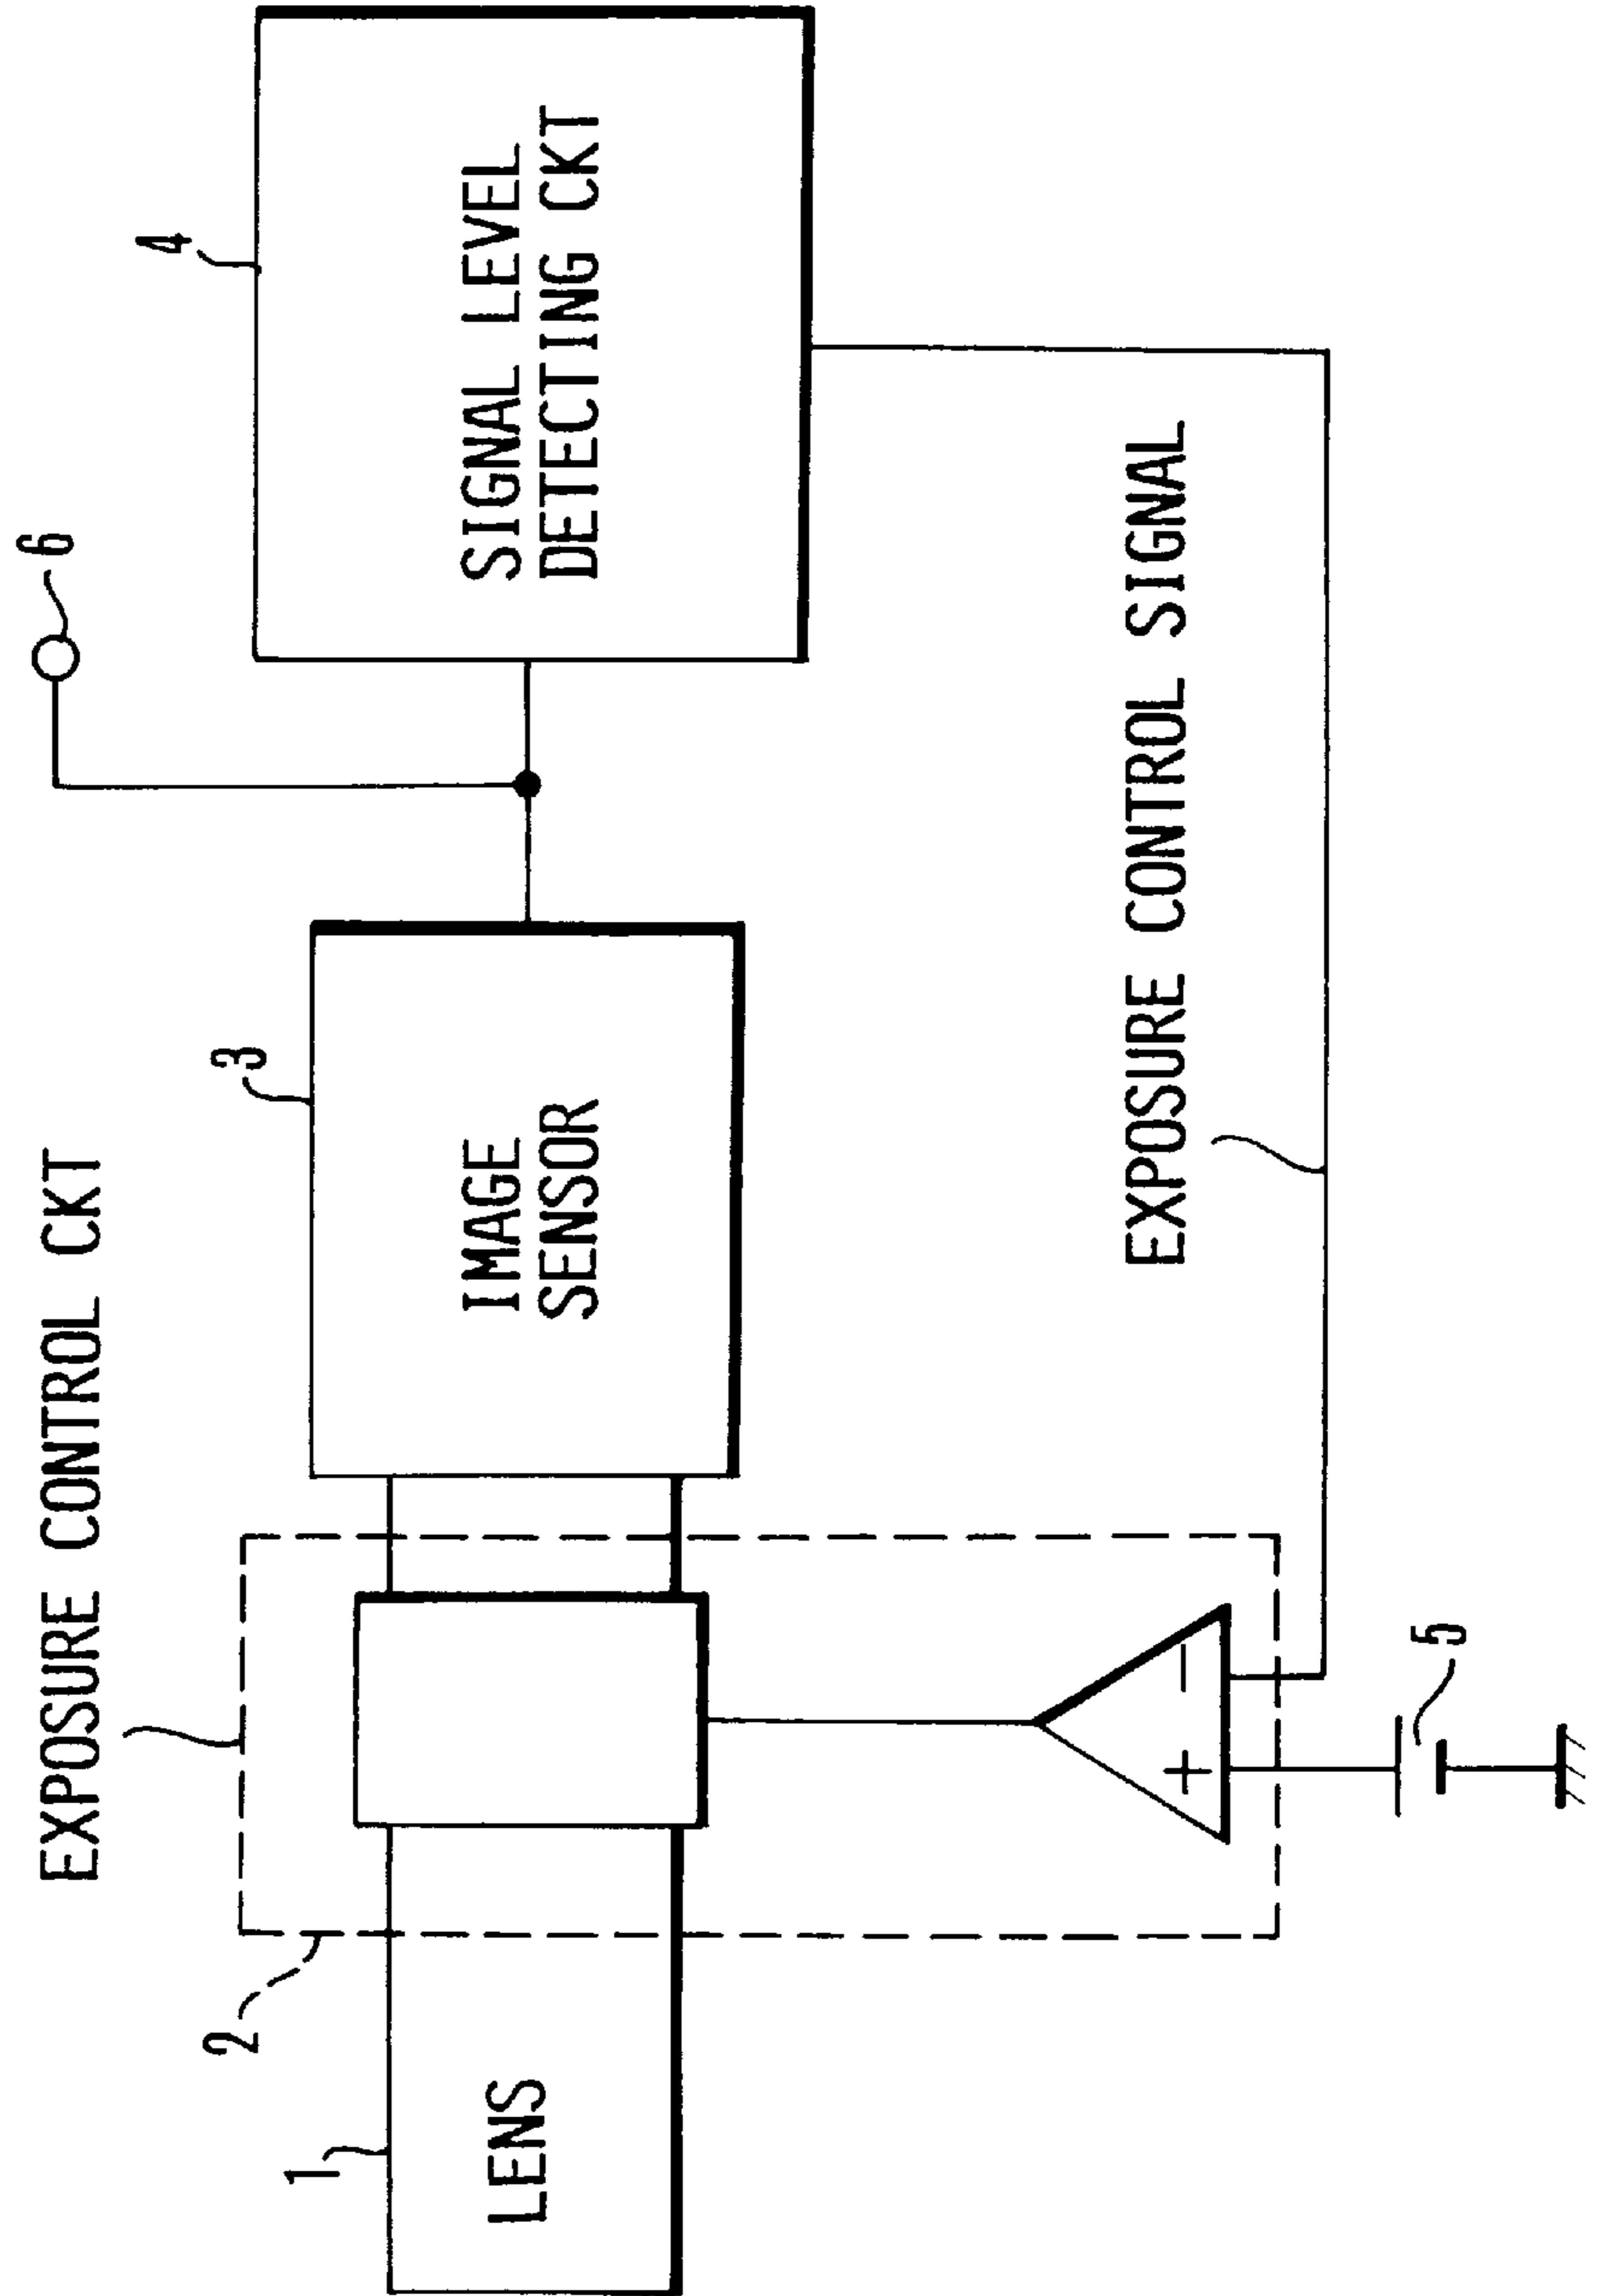 EXPOSURE CONTROL CKT
6
4
3
2
1
LENS
IMAGE
SENSOR
SIGNAL LEVEL
DETECTING CKT
+
−
EXPOSURE CONTROL SIGNAL
5